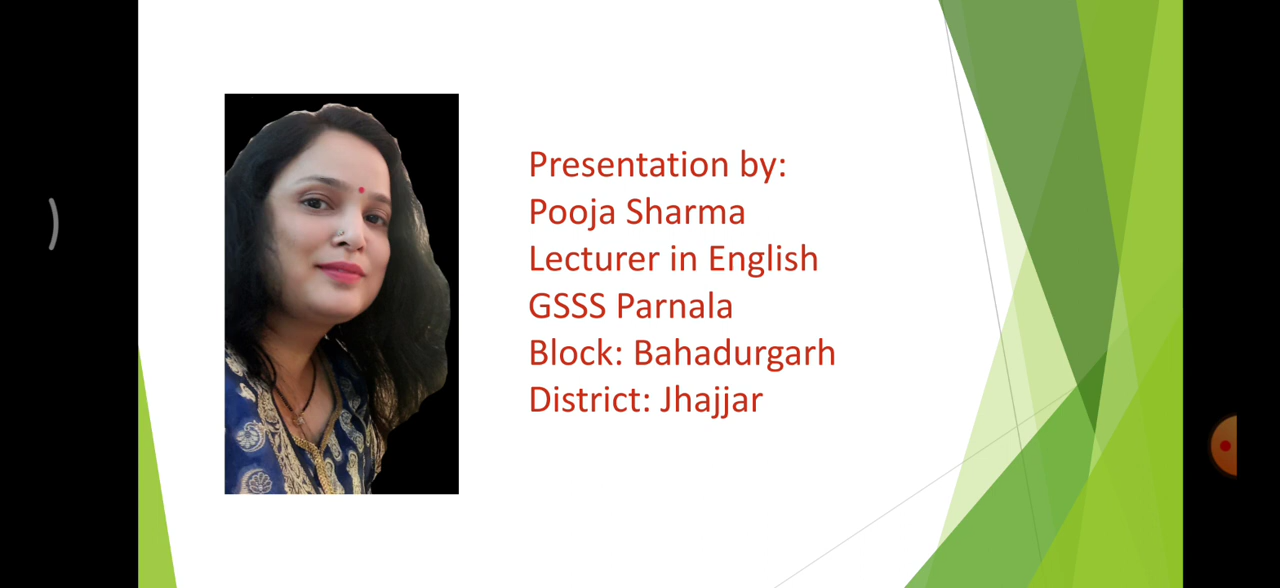 Presentation by:
Pooja Sharma
Lecturer in English
GSSS Parnala
Block: Bahadurgarh
District: Jhajjar